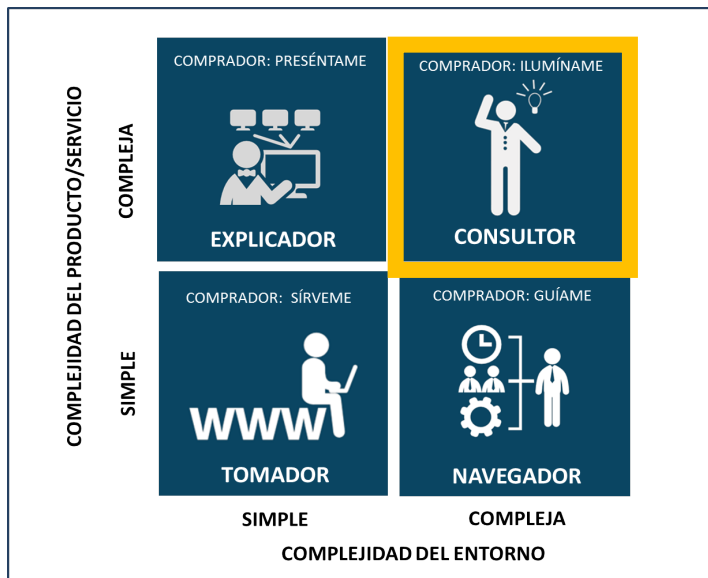 COMPLEJIDAD DEL PRODUCTO/SERVICIO
COMPLEJA
COMPRADOR: PRESÉNTAME
EXPLICADOR
COMPRADOR: ILUMÍNAME
CONSULTOR
SIMPLE
COMPRADOR: SÍRVEME
WWW
TOMADOR
COMPRADOR: GUÍAME
NAVEGADOR
SIMPLE
COMPLEJA
COMPLEJIDAD DEL ENTORNO